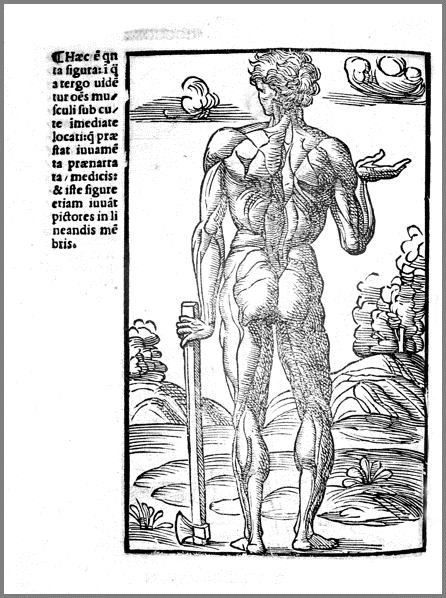 ¶Hæc ē qn
ta figura: ī q̄
a tergo uidē
tur oēs mu/
sculi sub cu/
te imediate
locati: q̄ præ
stat iuuamē
ta prænarra
ta / medicis:
& iste figure
etiam iuuāt
pictores in li
neandis mē
bris.